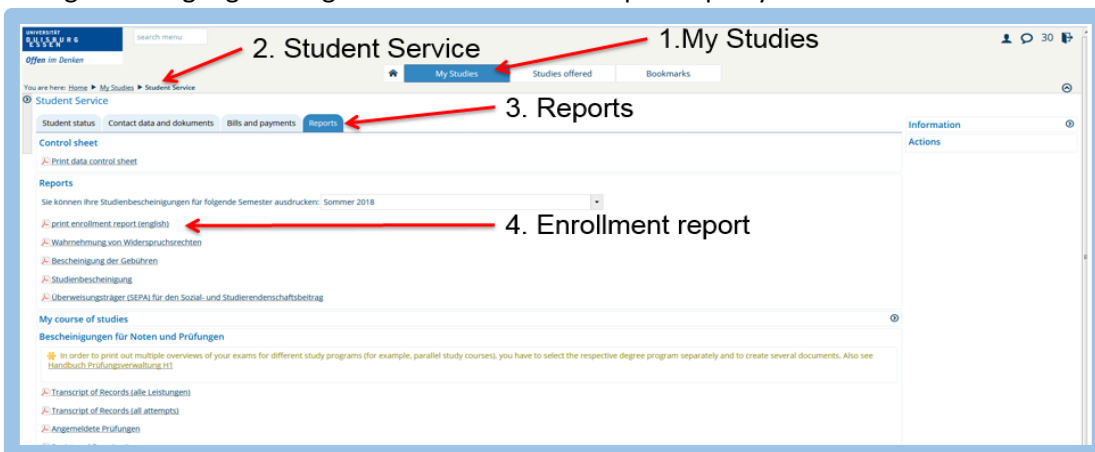 UNIVERSITÄT
DUISBURG
ESSEN
Offen im Denken
search menu
2. Student Service
1.My Studies
30
My Studies
Studies offered
Bookmarks
You are here: Home ▶ My Studies ▶ Student Service
Student Service
3. Reports
Student status
Contact data and dokuments
Bills and payments
Reports
Information
Control sheet
Actions
Print data control sheet
Reports
Sie können Ihre Studienbescheinigungen für folgende Semester ausdrucken: Sommer 2018
print enrollment report (english)
4. Enrollment report
Wahrnehmung von Widerspruchsrechten
Bescheinigung der Gebühren
Studienbescheinigung
Überweisungsträger (SEPA) für den Sozial- und Studierendenschaftsbeitrag
My course of studies
Bescheinigungen für Noten und Prüfungen
In order to print out multiple overviews of your exams for different study programs (for example, parallel study courses), you have to select the respective degree program separately and to create several documents. Also see
Handbuch Prüfungsverwaltung H1
Transcript of Records (alle Leistungen)
Transcript of Records (all attempts)
Angemeldete Prüfungen